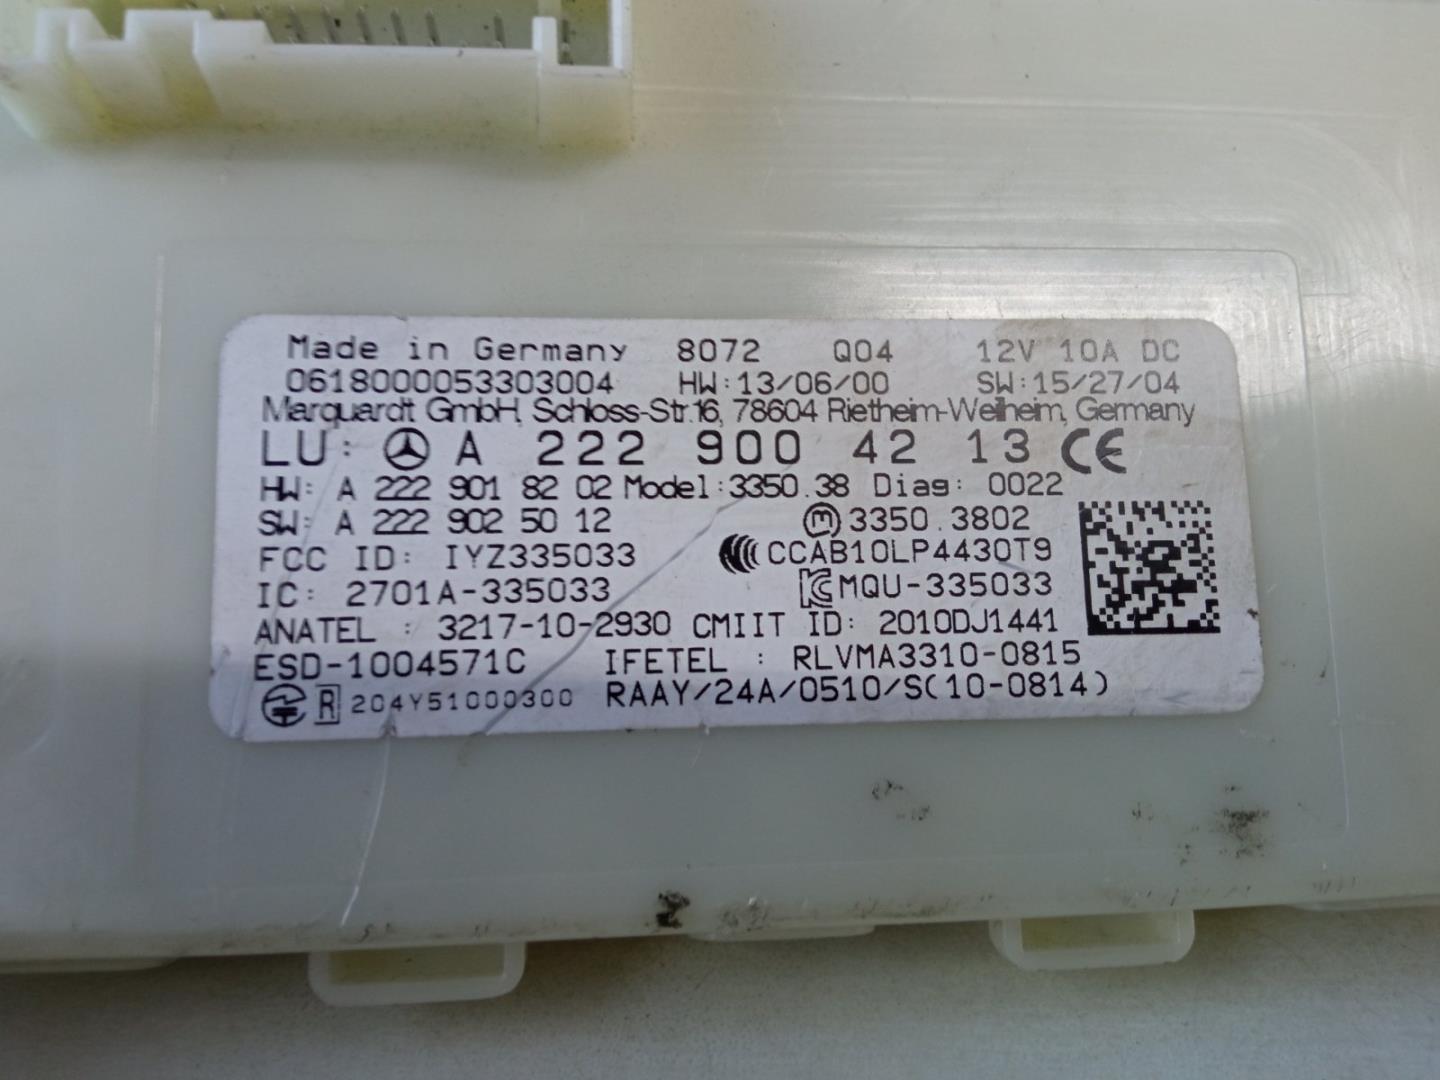 Made in Germany 8072 Q04 12V 10A DC
0618000053303004 HW:13/06/00 SW:15/27/04
Marquardt GmbH, Schloss-Str.16, 78604 Rietheim-Weilheim, Germany
LU: A 222 900 42 13 CE
HW: A 222 901 82 02 Model:3350.38 Diag: 0022
SW: A 222 902 50 12 M 3350.3802
FCC ID: IYZ335033 CCAB10LP4430T9
IC: 2701A-335033 KC MQU-335033
ANATEL : 3217-10-2930 CMIIT ID: 2010DJ1441
ESD-1004571C IFETEL : RLVMA3310-0815
R 204Y51000300 RAAY/24A/0510/S(10-0814)